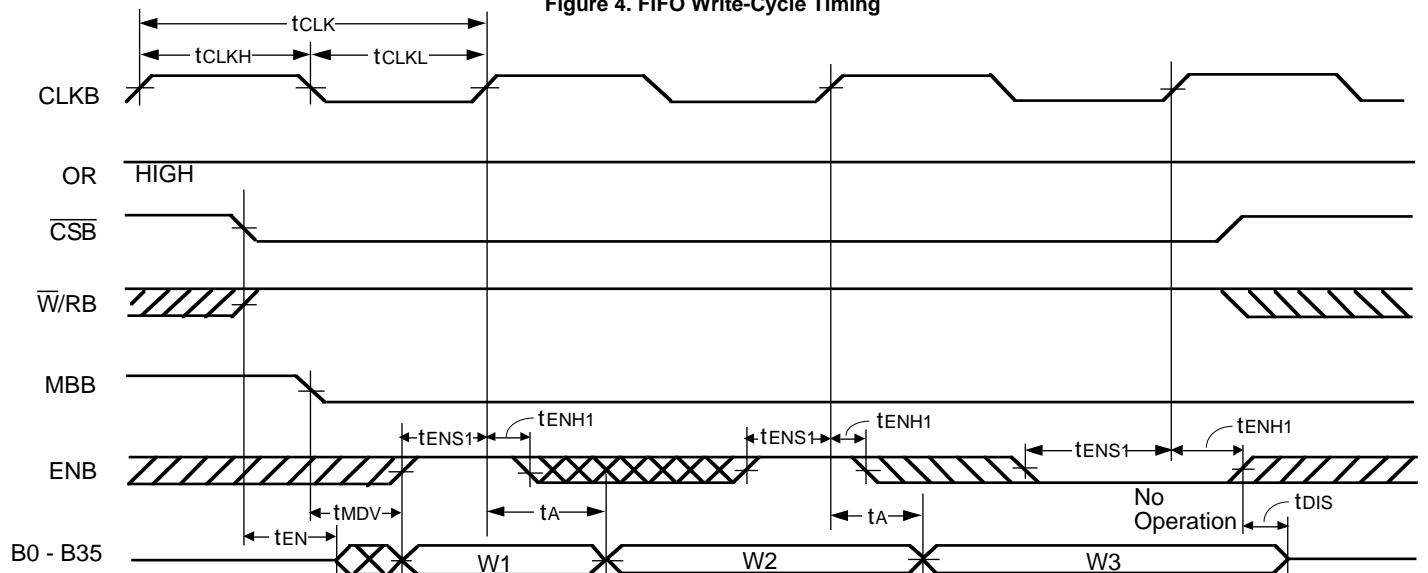 Figure 4. FIFO Write-Cycle Timing
tCLK
tCLKH
tCLKL
CLKB
OR
HIGH
CSB
W/RB
MBB
tENS1
tENH1
tENS1
tENH1
tENS1
tENH1
ENB
No
Operation
tMDV
tA
tA
tDIS
tEN
B0 - B35
W1
W2
W3